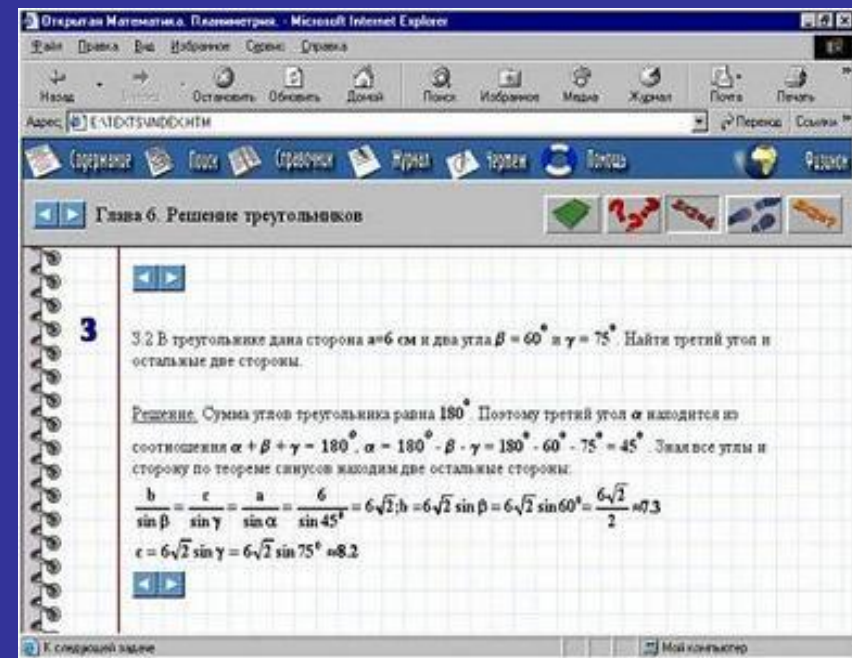 Открытая Математика. Планиметрия. - Microsoft Internet Explorer
Файл Правка Вид Избранное Сервис Справка
Назад Остановить Обновить Домой Поиск Избранное Медиа Журнал Почта Печать
Адрес E:\TEXTS\INDEX.HTM Переход Ссылки
Содержание Поиск Справочник Журнал Чертеж Помощь Физикон
Глава 6. Решение треугольников
3
3.2 В треугольнике дана сторона a=6 см и два угла β = 60° и γ = 75°. Найти третий угол и
остальные две стороны.
Решение. Сумма углов треугольника равна 180°. Поэтому третий угол α находится из
соотношения α + β + γ = 180°, α = 180° - β - γ = 180° - 60° - 75° = 45°. Зная все углы и
сторону по теореме синусов находим две остальные стороны:
b/sin β = c/sin γ = a/sin α = 6/sin 45° = 6√2; b = 6√2 sin β = 6√2 sin 60° = 6√2/2 ≈7.3
c = 6√2 sin γ = 6√2 sin 75° ≈8.2
К следующей задаче Мой компьютер